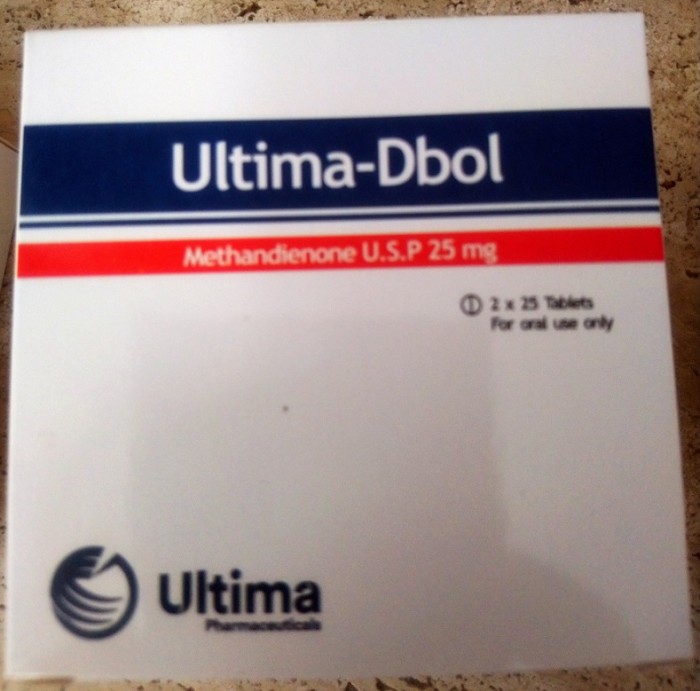 Ultima-Dbol
Methandienone U.S.P 25 mg
2 x 25 Tablets
For oral use only
Ultima
Pharmaceuticals